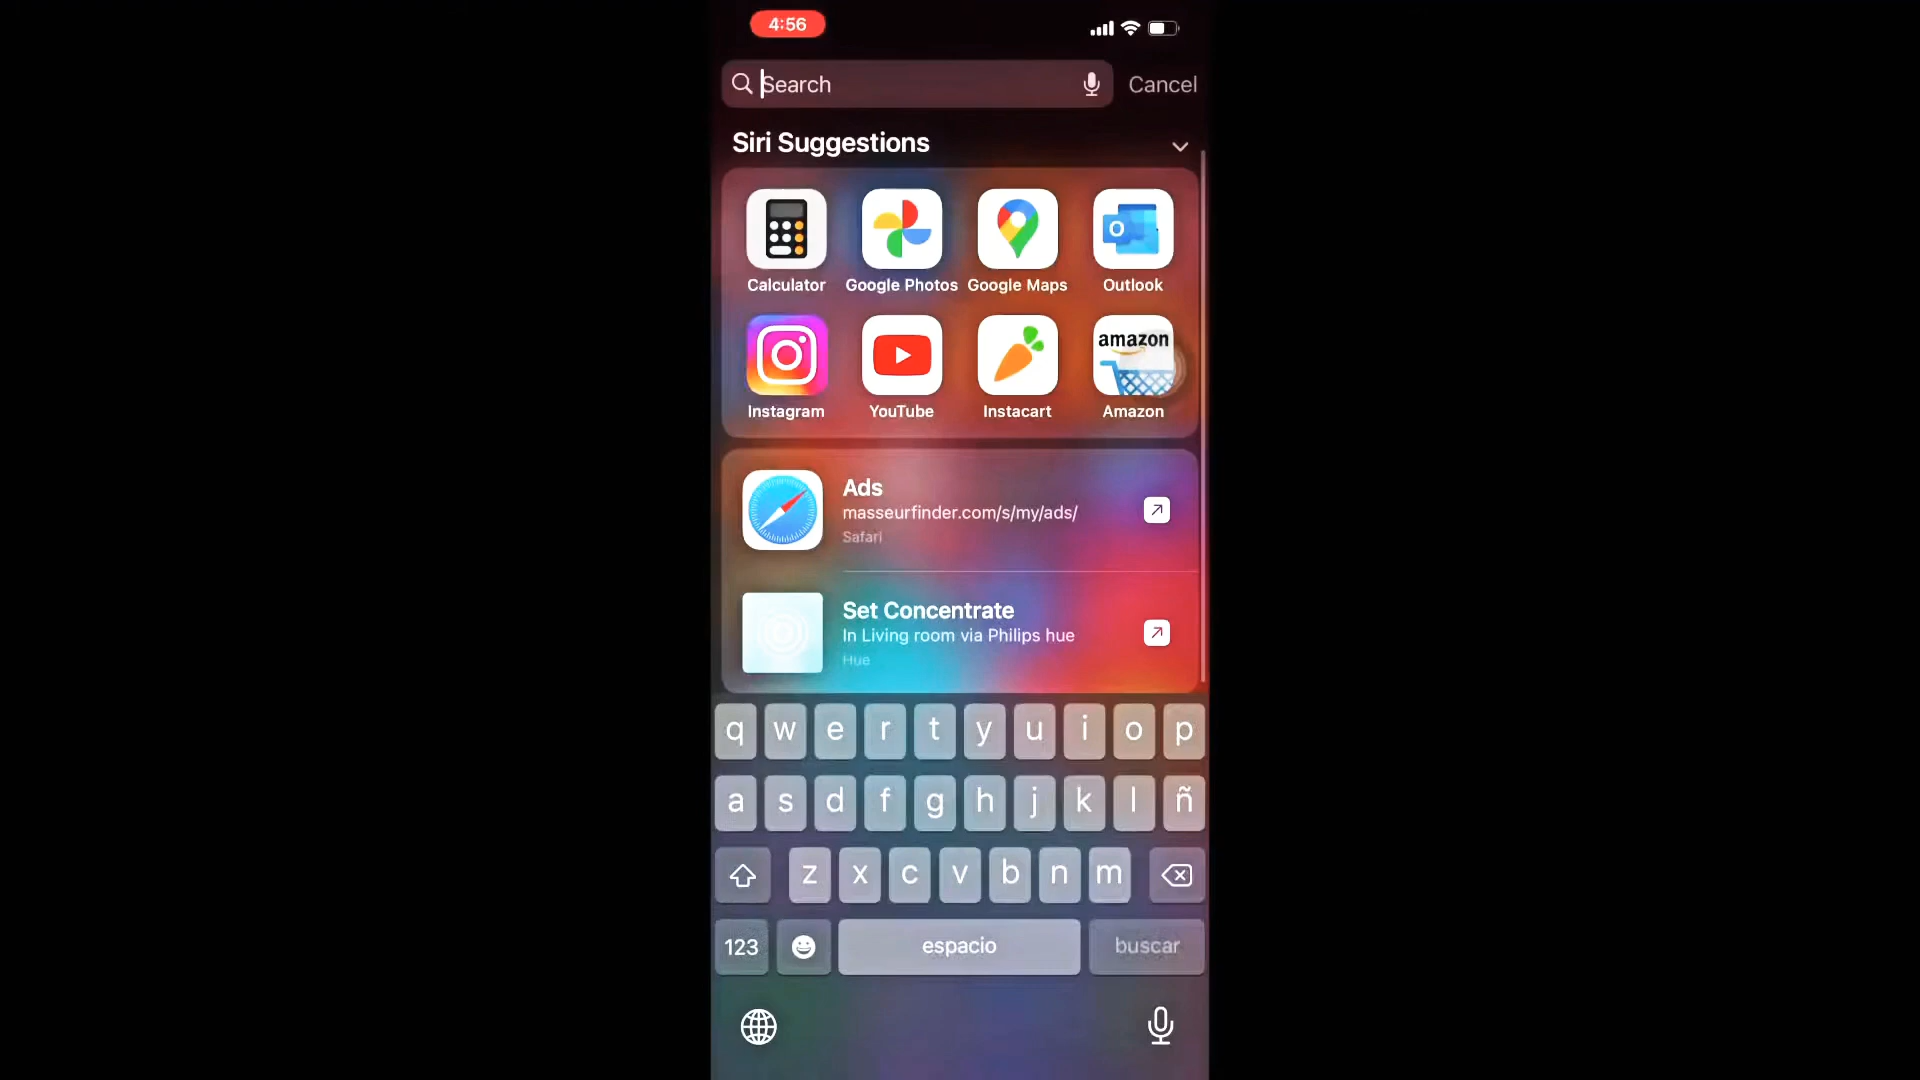 4:56
Search
Cancel
Siri Suggestions
Calculator
Google Photos
Google Maps
Outlook
amazon
Instagram
YouTube
Instacart
Amazon
Ads
masseurfinder.com/s/my/ads/
Safari
Set Concentrate
In Living room via Philips hue
Hue
q w e r t y u i o p
a s d f g h j k l ñ
z x c v b n m
123 espacio buscar